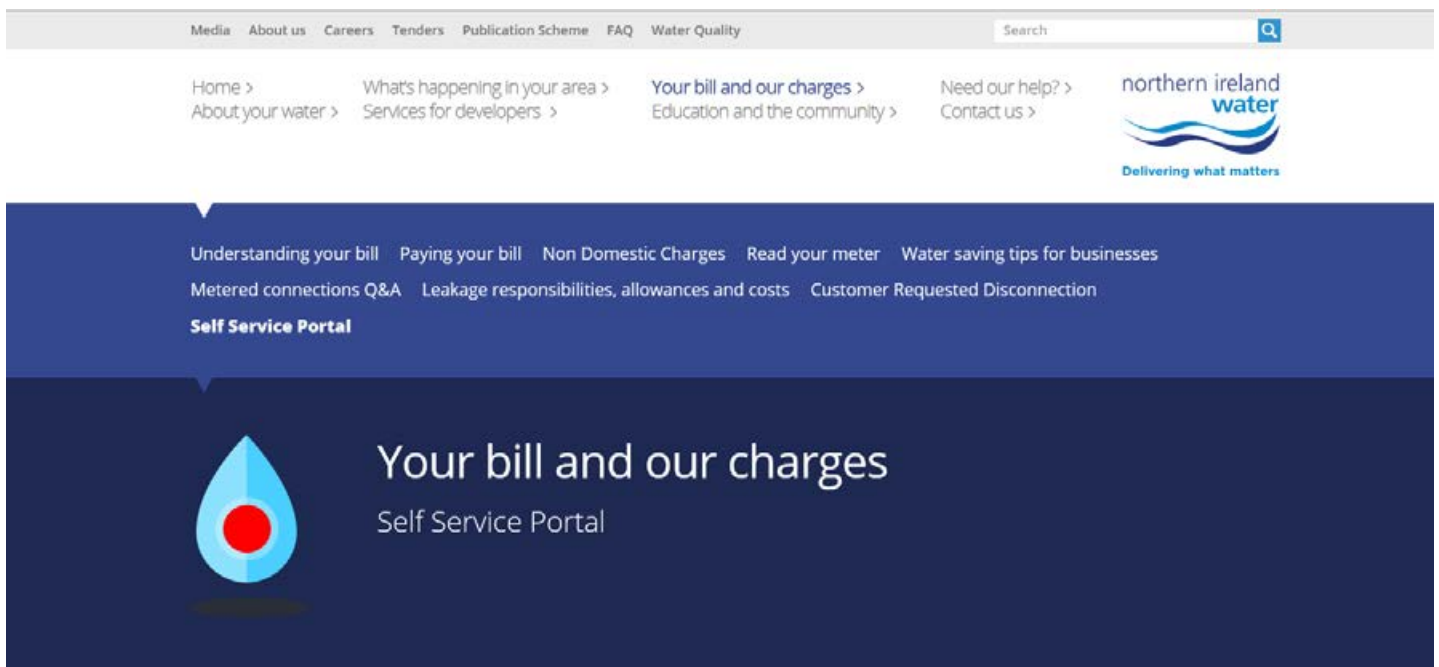 Media About us Careers Tenders Publication Scheme FAQ Water Quality Search
Home > What's happening in your area > Your bill and our charges > Need our help? >
About your water > Services for developers > Education and the community > Contact us >
northern ireland
water
Delivering what matters
Understanding your bill Paying your bill Non Domestic Charges Read your meter Water saving tips for businesses
Metered connections Q&A Leakage responsibilities, allowances and costs Customer Requested Disconnection
Self Service Portal
Your bill and our charges
Self Service Portal